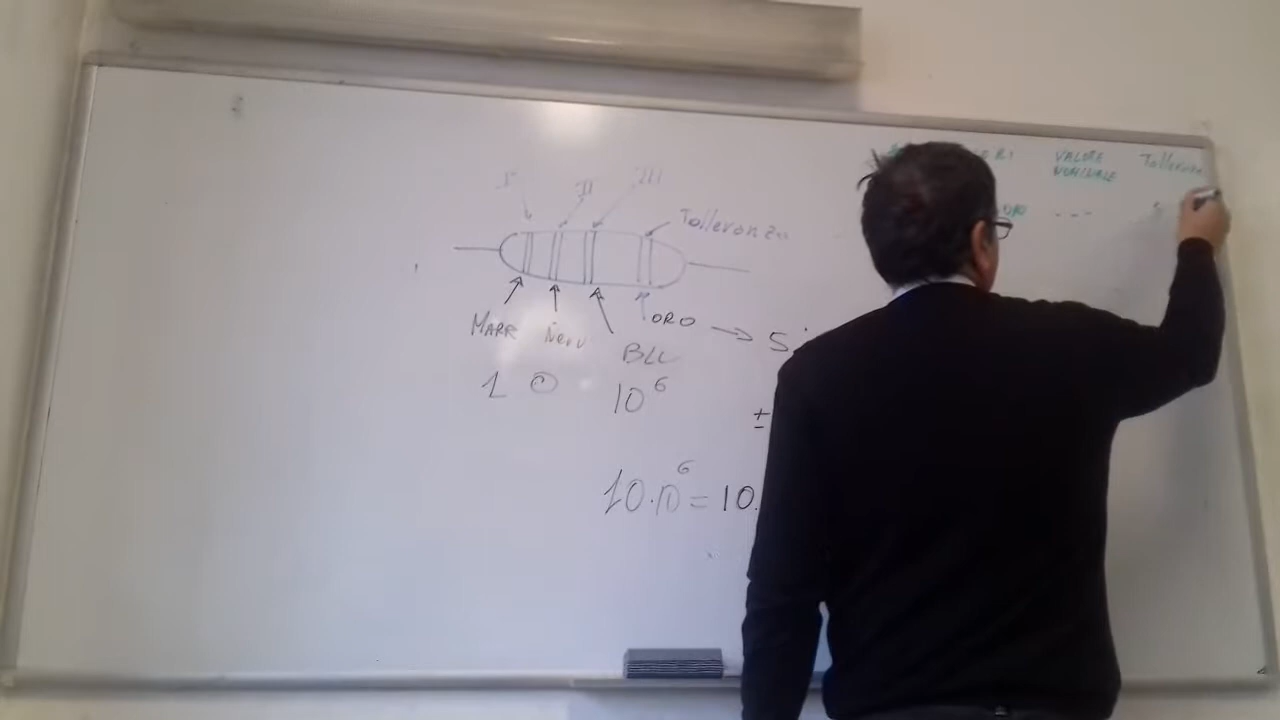 VALORE Tolleranza
NOMINALE
I II III
Tolleranza
- - -
MARR Nero ORO → 5
BLU
1 0 10⁶
±
10·10⁶ = 10.